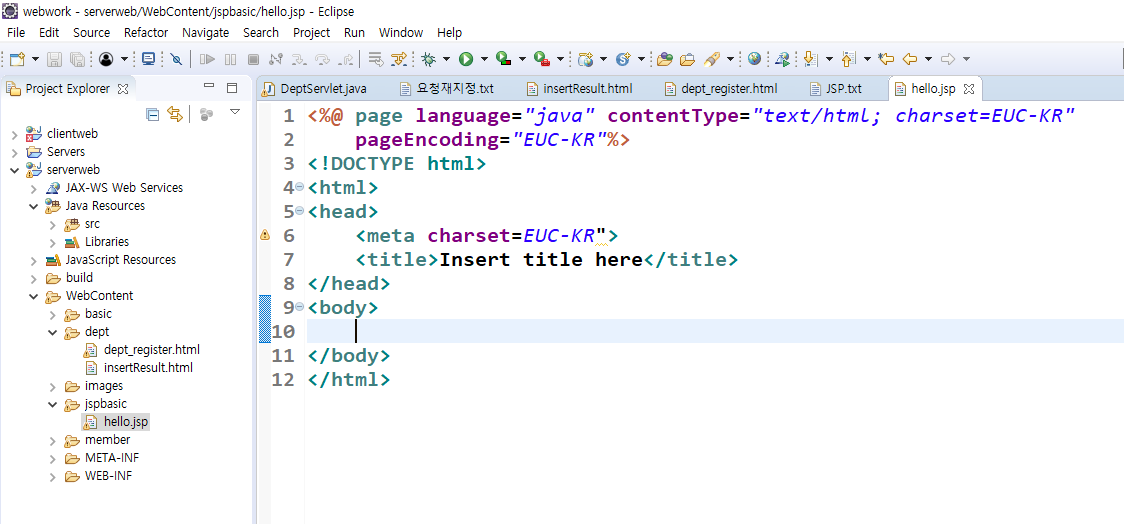 webwork - serverweb/WebContent/jspbasic/hello.jsp - Eclipse
File Edit Source Refactor Navigate Search Project Run Window Help
Project Explorer
clientweb
Servers
serverweb
JAX-WS Web Services
Java Resources
src
Libraries
JavaScript Resources
build
WebContent
basic
dept
dept_register.html
insertResult.html
images
jspbasic
hello.jsp
member
META-INF
WEB-INF
DeptServlet.java 요청재지정.txt insertResult.html dept_register.html JSP.txt hello.jsp
1 <%@ page language="java" contentType="text/html; charset=EUC-KR"
2 pageEncoding="EUC-KR"%>
3 <!DOCTYPE html>
4 <html>
5 <head>
6 <meta charset=EUC-KR">
7 <title>Insert title here</title>
8 </head>
9 <body>
10
11 </body>
12 </html>